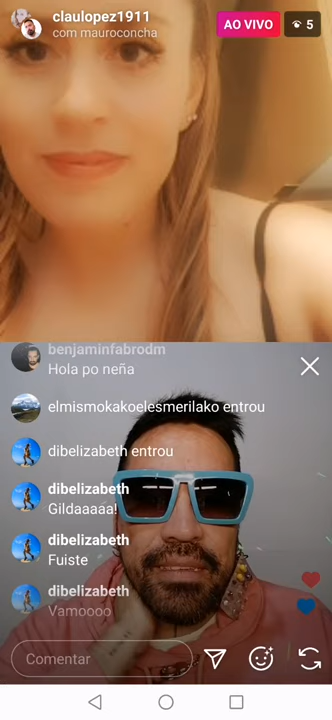 claulopez1911
com mauroconcha
AO VIVO
5
benjaminfabrodm
Hola po neña
elmismokakoelesmerilako entrou
dibelizabeth entrou
dibelizabeth
Gildaaaaa!
dibelizabeth
Fuiste
dibelizabeth
Vamoooo
Comentar